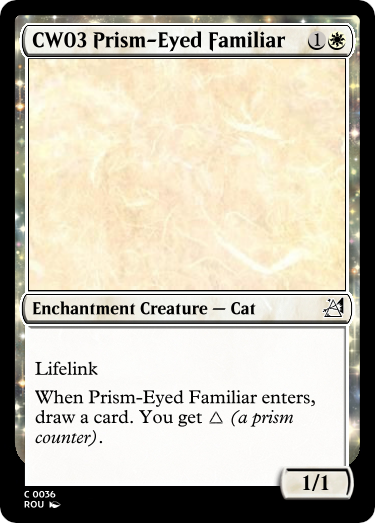 CW03 Prism-Eyed Familiar 1
Enchantment Creature — Cat
Lifelink
When Prism-Eyed Familiar enters,
draw a card. You get △ (a prism
counter).
1/1
C 0036
ROU